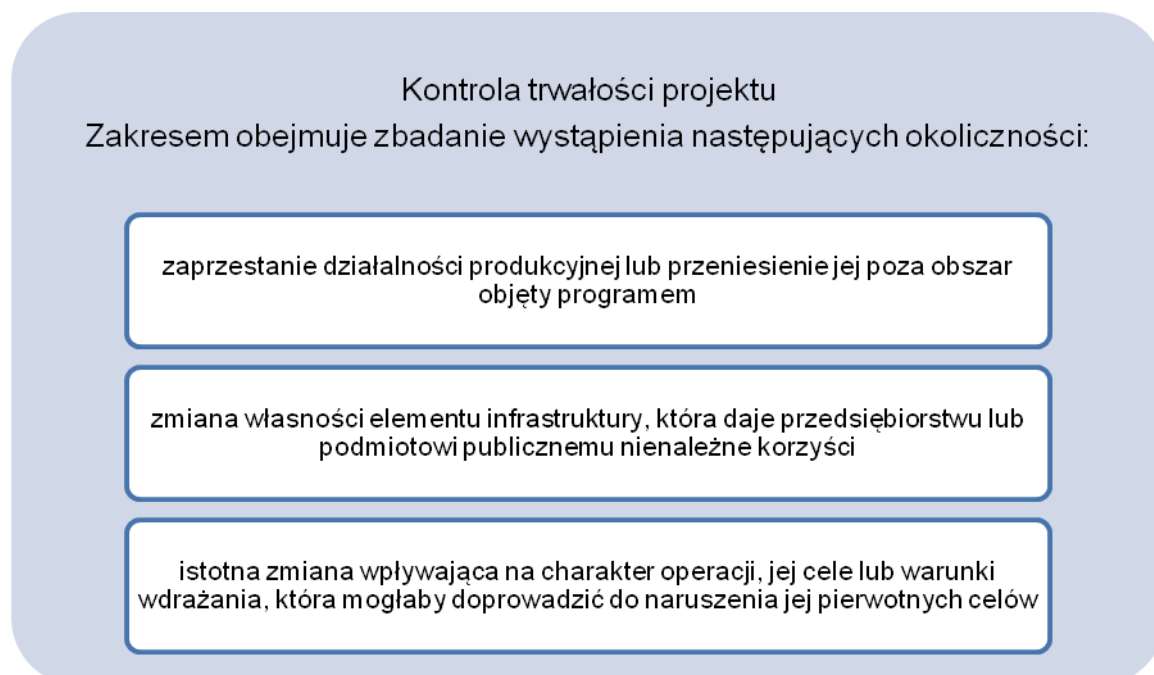 Kontrola trwałości projektu
Zakresem obejmuje zbadanie wystąpienia następujących okoliczności:
zaprzestanie działalności produkcyjnej lub przeniesienie jej poza obszar
objęty programem
zmiana własności elementu infrastruktury, która daje przedsiębiorstwu lub
podmiotowi publicznemu nienależne korzyści
istotna zmiana wpływająca na charakter operacji, jej cele lub warunki
wdrażania, która mogłaby doprowadzić do naruszenia jej pierwotnych celów